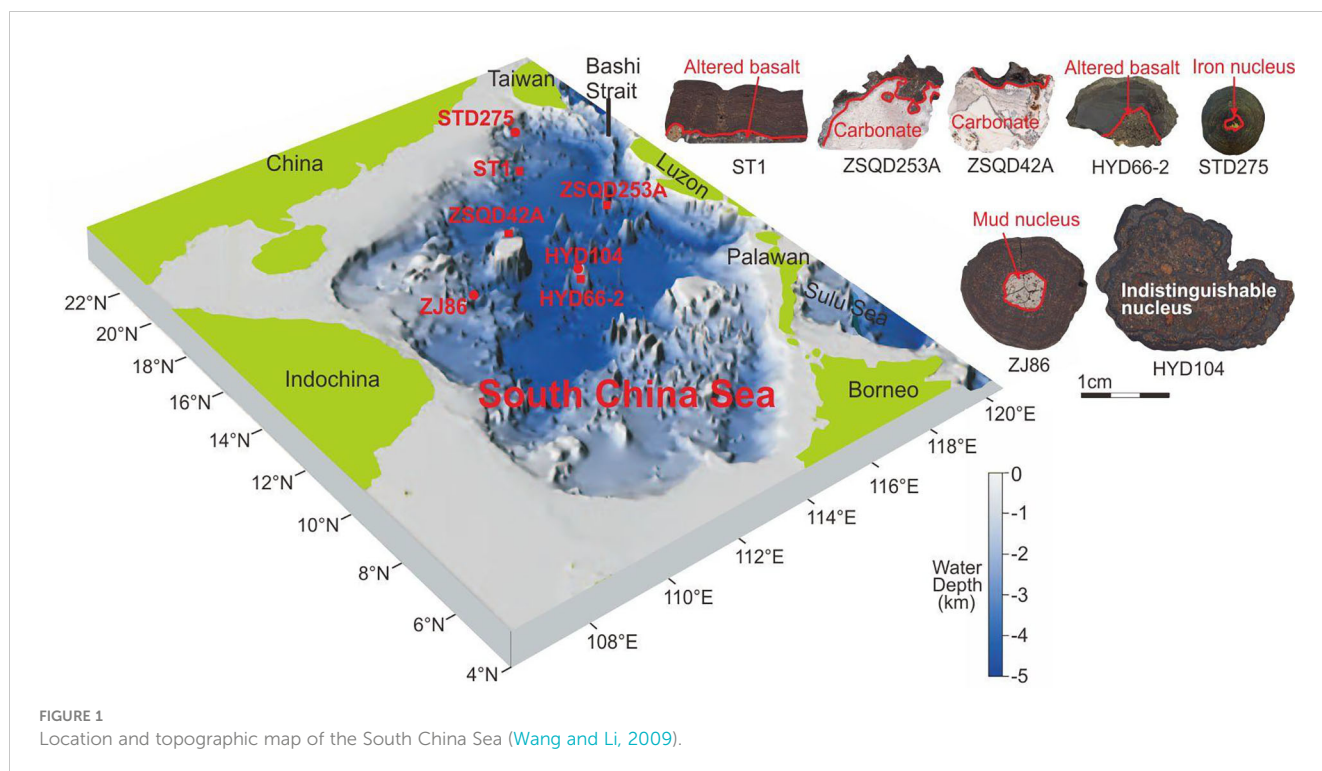 Taiwan
Bashi
Strait
STD275
China
ST1
Luzon
ZSQD253A
ZSQD42A
HYD104
Palawan
HYD66-2
ZJ86
Sulu Sea
Indochina
South China Sea
Borneo
22°N
20°N
18°N
16°N
14°N
12°N
10°N
8°N
6°N
4°N
108°E
110°E
112°E
114°E
116°E
118°E
120°E
Altered basalt
ST1
Carbonate
ZSQD253A
Carbonate
ZSQD42A
Altered basalt
HYD66-2
Iron nucleus
STD275
Mud nucleus
ZJ86
Indistinguishable
nucleus
HYD104
1cm
Water
Depth
(km)
0
-1
-2
-3
-4
-5
FIGURE 1
Location and topographic map of the South China Sea (Wang and Li, 2009).